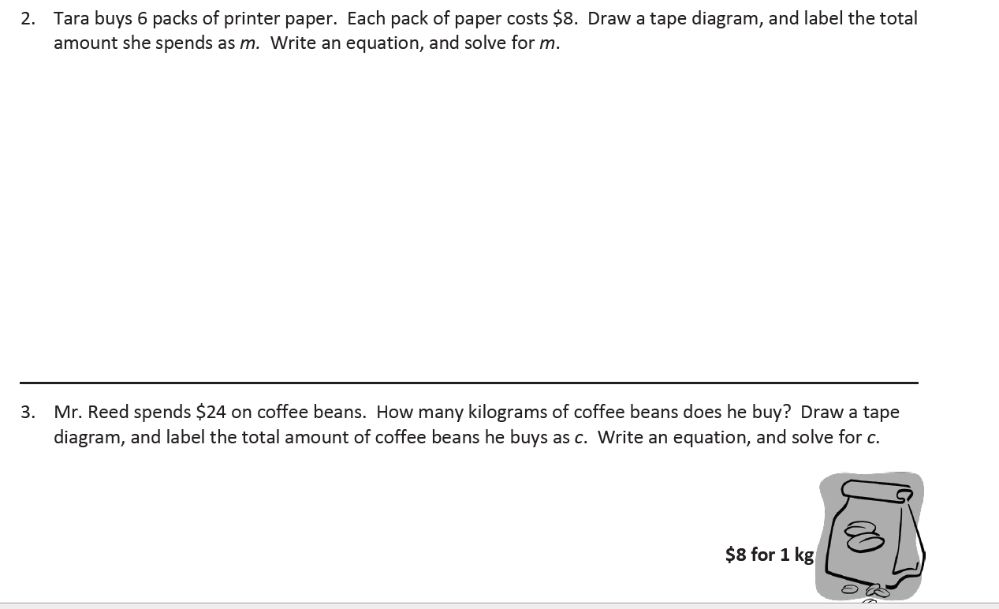 2. Tara buys 6 packs of printer paper. Each pack of paper costs $8. Draw a tape diagram, and label the total
amount she spends as m. Write an equation, and solve for m.
3. Mr. Reed spends $24 on coffee beans. How many kilograms of coffee beans does he buy? Draw a tape
diagram, and label the total amount of coffee beans he buys as c. Write an equation, and solve for c.
$8 for 1 kg